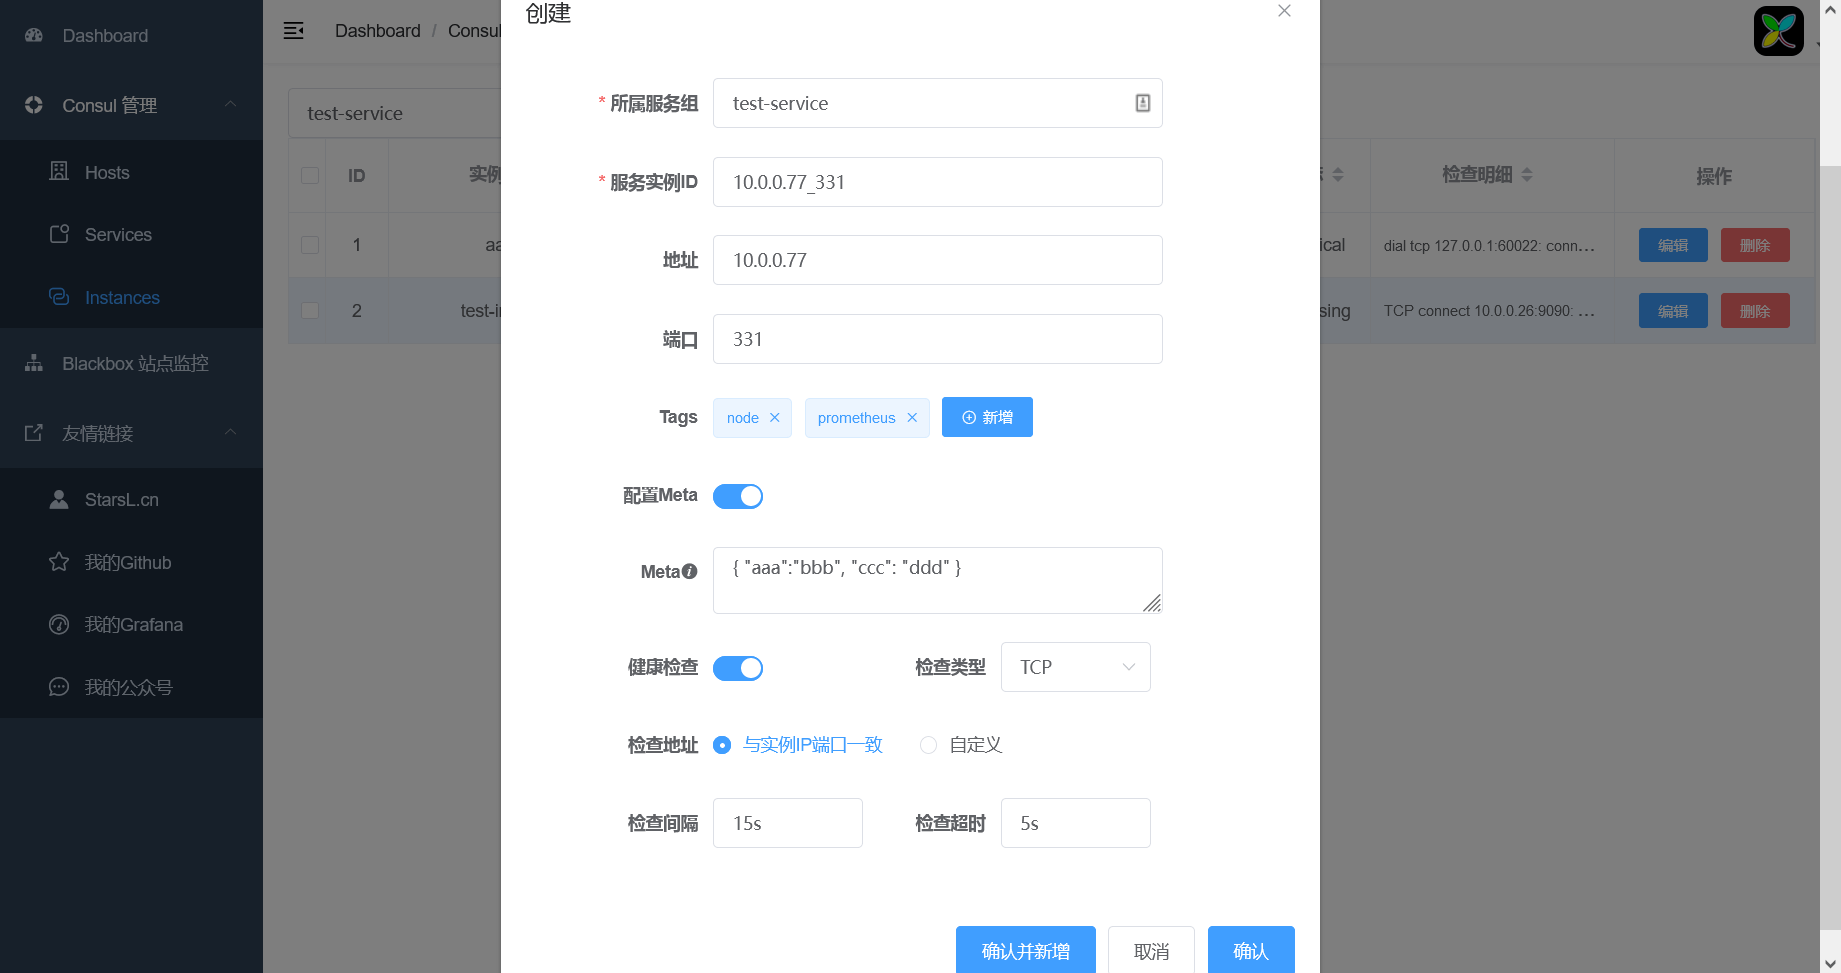 Dashboard
Consul 管理
Hosts
Services
Instances
Blackbox 站点监控
友情链接
StarsL.cn
我的Github
我的Grafana
我的公众号
Dashboard / Consul
test-service
ID
检查明细
操作
1
dial tcp 127.0.0.1:60022: conn...
编辑
删除
2
TCP connect 10.0.0.26:9090: ...
编辑
删除
创建
* 所属服务组 test-service
* 服务实例ID 10.0.0.77_331
地址 10.0.0.77
端口 331
Tags node prometheus 新增
配置Meta
Meta { "aaa":"bbb", "ccc": "ddd" }
健康检查 检查类型 TCP
检查地址 与实例IP端口一致 自定义
检查间隔 15s 检查超时 5s
确认并新增 取消 确认